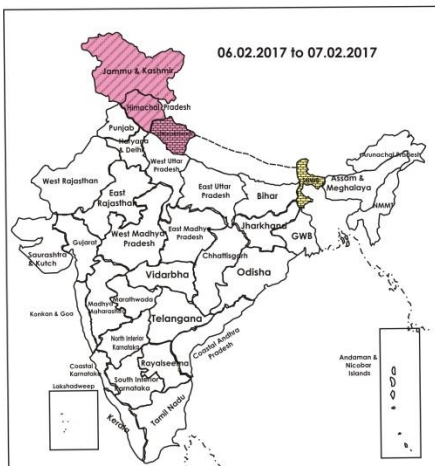 06.02.2017 to 07.02.2017
Jammu & Kashmir
Himachal Pradesh
Punjab
Haryana
& Delhi
West Uttar
Pradesh
West Rajasthan
East
Rajasthan
East Uttar
Pradesh
Bihar
Arunachal Pradesh
Assam &
Meghalaya
NMMT
Gujarat
Saurashtra
& Kutch
West Madhya
Pradesh
East Madhya
Pradesh
Jharkhand
GWB
Chhattisgarh
Odisha
Vidarbha
Madhya
Maharashtra
Marathwada
Konkan & Goa
Telangana
North Interior
Karnataka
Coastal Andhra
Pradesh
Rayalseema
Coastal
Karnataka
South Interior
Karnataka
Lakshadweep
Kerala
Tamil Nadu
Andaman &
Nicobar
Islands